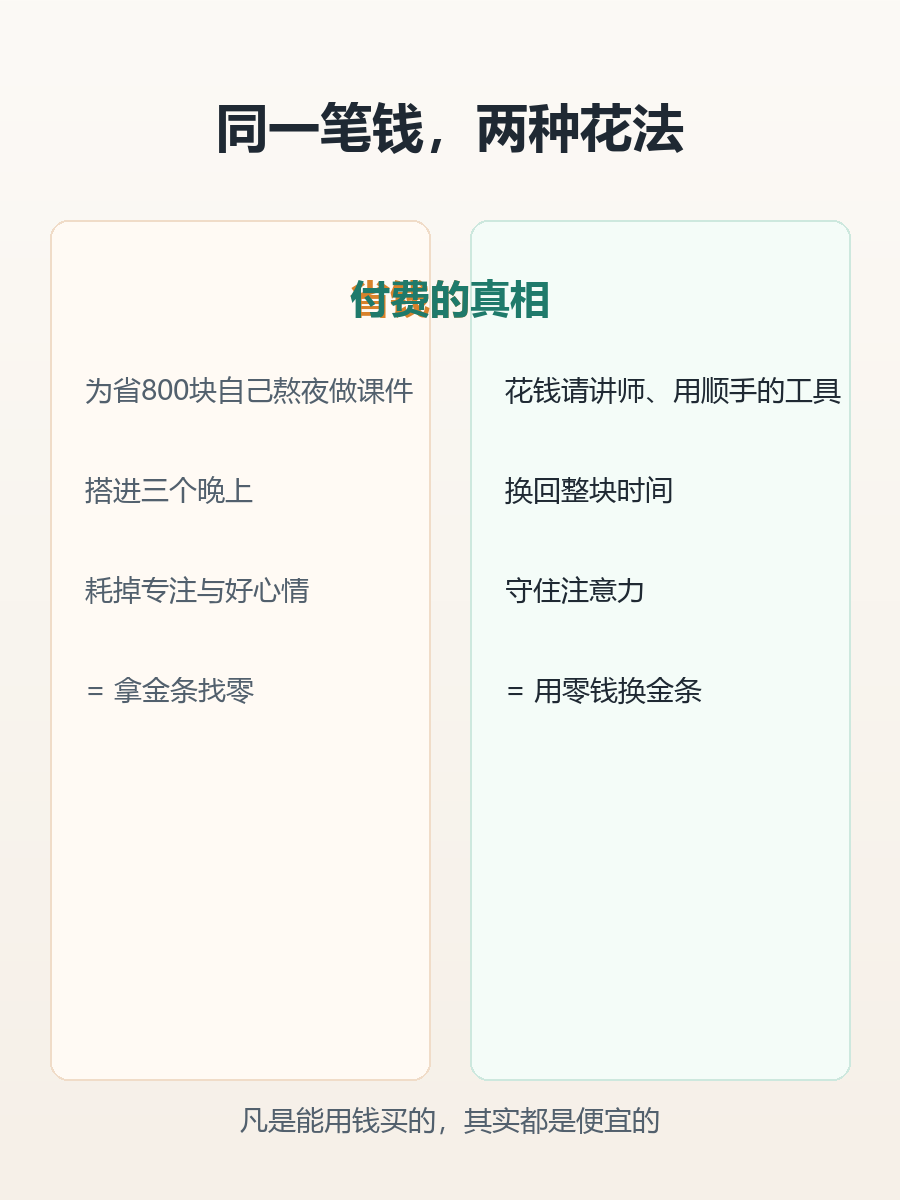 同一笔钱，两种花法
付费的真相
为省800块自己熬夜做课件
搭进三个晚上
耗掉专注与好心情
= 拿金条找零
花钱请讲师、用顺手的工具
换回整块时间
守住注意力
= 用零钱换金条
凡是能用钱买的，其实都是便宜的